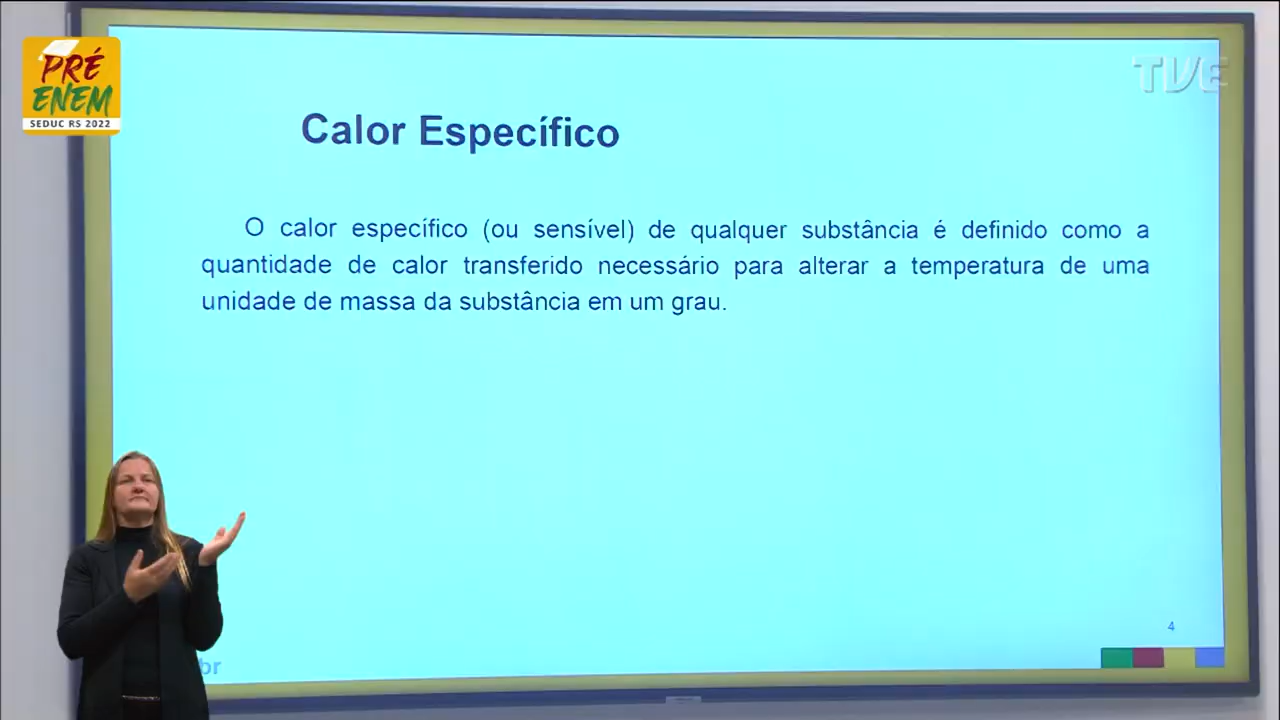 PRÉ
ENEM
SEDUC RS 2022
TVE
Calor Específico
O calor específico (ou sensível) de qualquer substância é definido como a
quantidade de calor transferido necessário para alterar a temperatura de uma
unidade de massa da substância em um grau.
4
br